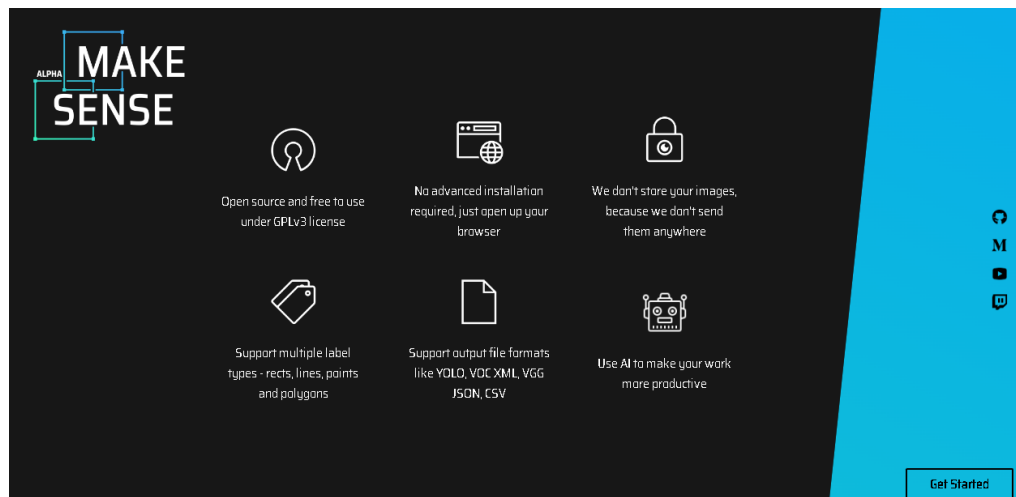 ALPHA
MAKE
SENSE
Open source and free to use
under GPLv3 license
No advanced installation
required, just open up your
browser
We don't store your images,
because we don't send
them anywhere
Support multiple label
types - rects, lines, points
and polygons
Support output file formats
like YOLO, VOC XML, VGG
JSON, CSV
Use AI to make your work
more productive
M
Get Started